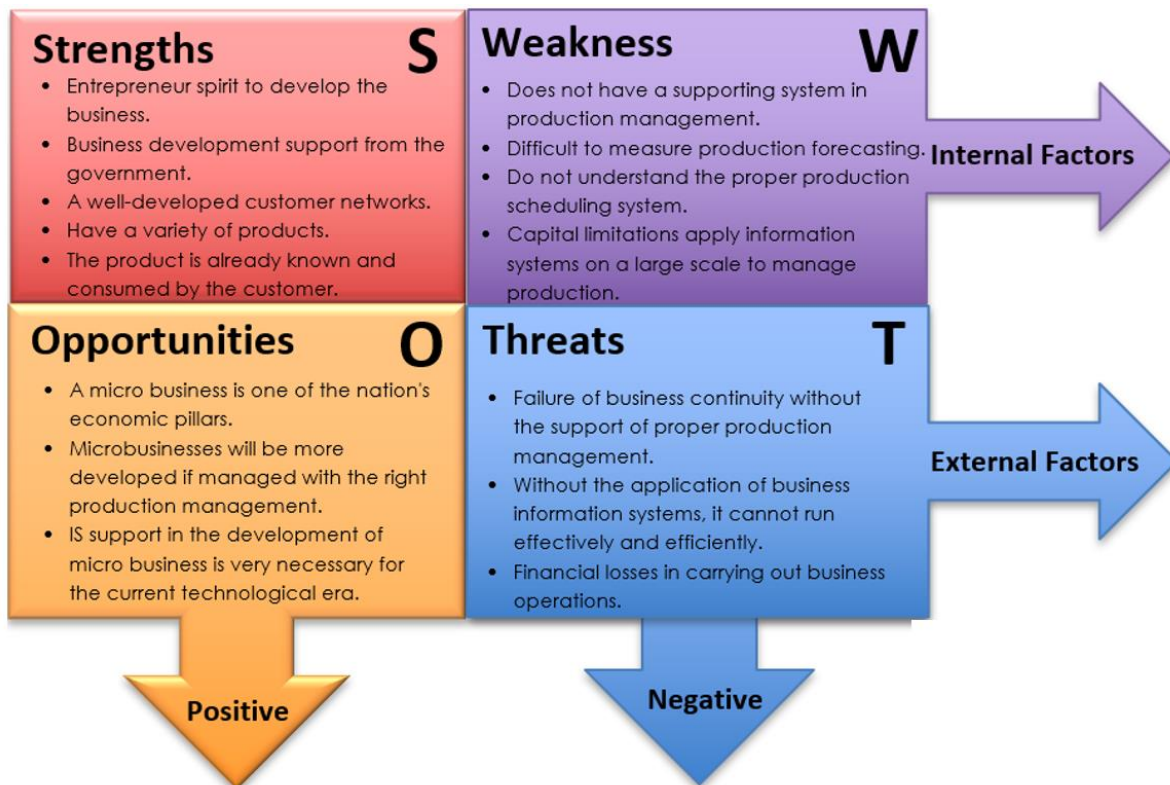 Strengths S
• Entrepreneur spirit to develop the
business.
• Business development support from the
government.
• A well-developed customer networks.
• Have a variety of products.
• The product is already known and
consumed by the customer.
Weakness W
• Does not have a supporting system in
production management.
• Difficult to measure production forecasting.
• Do not understand the proper production
scheduling system.
• Capital limitations apply information
systems on a large scale to manage
production.
Internal Factors
Opportunities O
• A micro business is one of the nation's
economic pillars.
• Microbusinesses will be more
developed if managed with the right
production management.
• IS support in the development of
micro business is very necessary for
the current technological era.
Threats T
• Failure of business continuity without
the support of proper production
management.
• Without the application of business
information systems, it cannot run
effectively and efficiently.
• Financial losses in carrying out business
operations.
External Factors
Positive
Negative